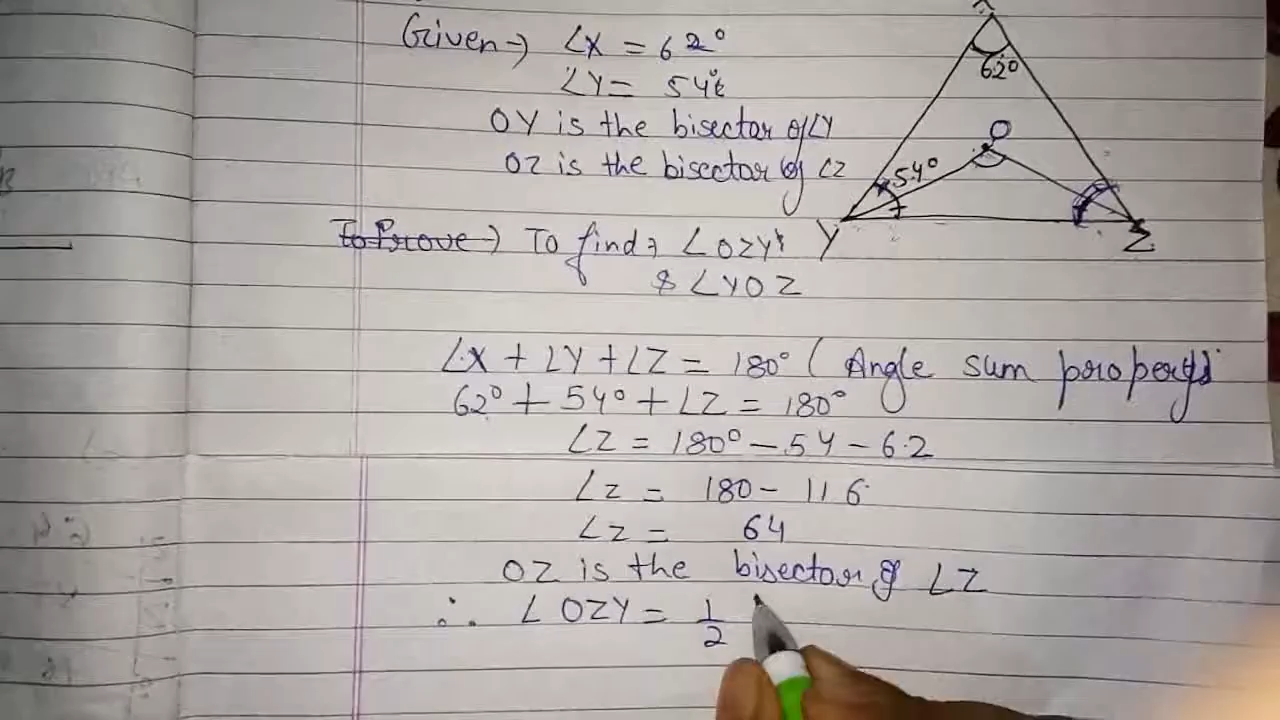 Given → ∠X = 62°
∠Y = 54°
OY is the bisector of ∠Y
OZ is the bisector of ∠Z
62°
O
54°
Y
Z
To Prove → To find → ∠OZY
& ∠YOZ
∠X + ∠Y + ∠Z = 180° ( Angle sum property
62° + 54° + ∠Z = 180°
∠Z = 180° – 54 – 62
∠Z = 180 – 116
∠Z = 64
OZ is the bisector of ∠Z
∴ ∠OZY = 1/2